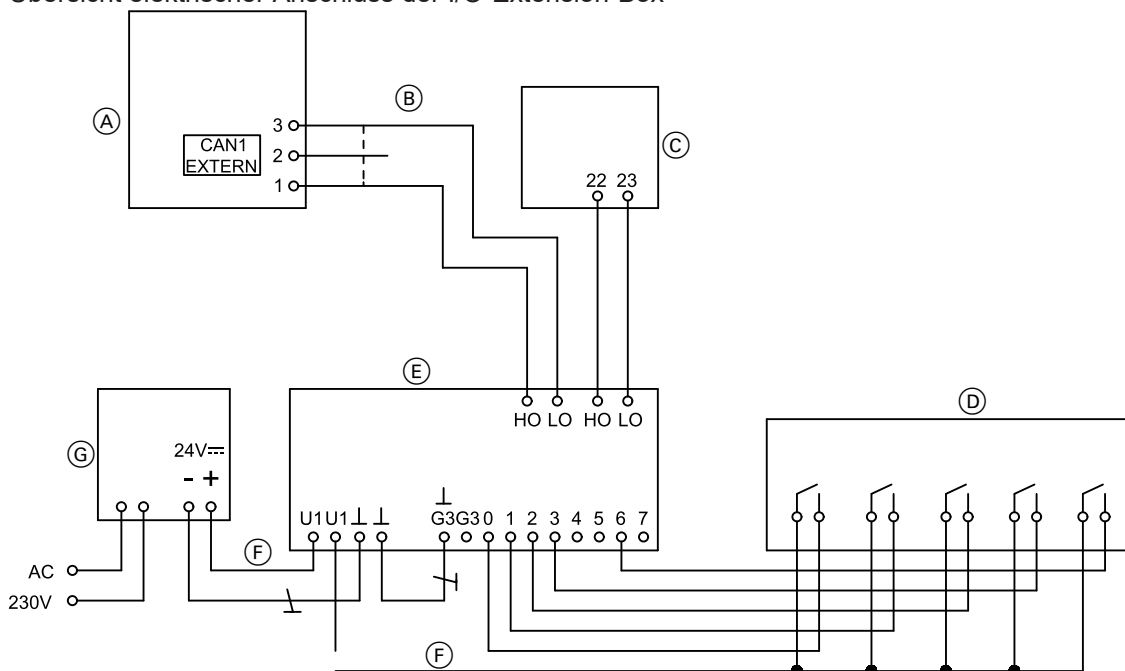 Übersicht elektrischer Anschluss der I/O-Extension-Box
A
B
C
3
CAN1
EXTERN
2
1
22 23
E
HO LO HO LO
D
G
24V
- +
U1 U1 ⊥ ⊥
⊥
G3 G3 0 1 2 3 4 5 6 7
F
AC
230V
F